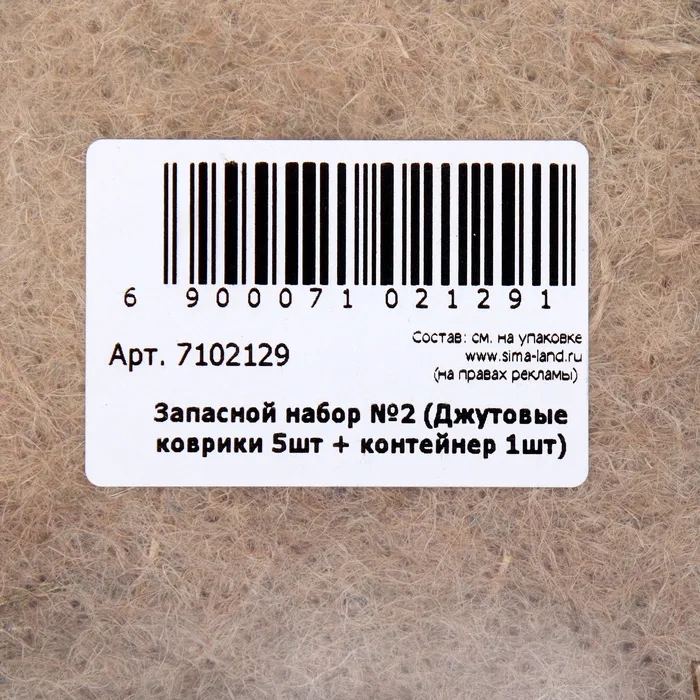 6 900071 021291
Арт. 7102129
Состав: см. на упаковке
www.sima-land.ru
(на правах рекламы)
Запасной набор №2 (Джутовые
коврики 5шт + контейнер 1шт)